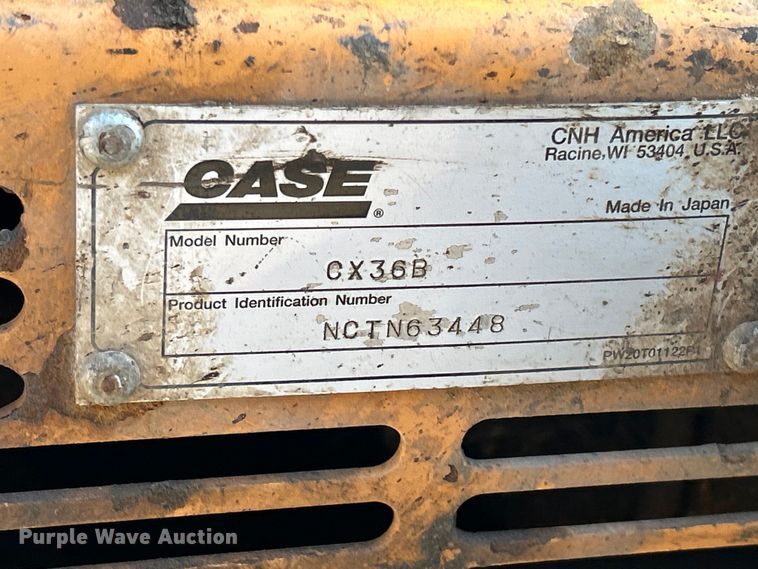 CNH America LLC
Racine, WI 53404 U.S.A.
CASE®
Made In Japan
Model Number
CX36B
Product Identification Number
NCTN63448
PW20T01122P1
Purple Wave Auction